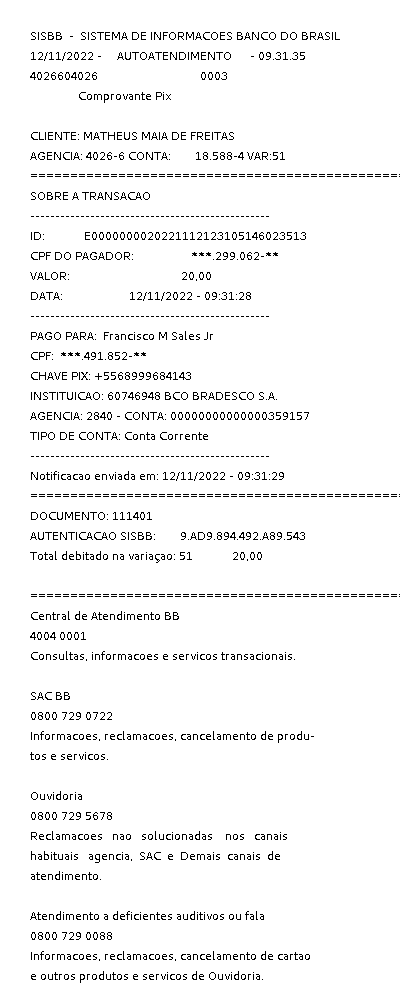 SISBB - SISTEMA DE INFORMACOES BANCO DO BRASIL
12/11/2022 - AUTOATENDIMENTO - 09.31.35
4026604026 0003
Comprovante Pix
CLIENTE: MATHEUS MAIA DE FREITAS
AGENCIA: 4026-6 CONTA: 18.588-4 VAR:51
==================================================
SOBRE A TRANSACAO
------------------------------------------------
ID: E0000000020221112123105146023513
CPF DO PAGADOR: ***.299.062-**
VALOR: 20,00
DATA: 12/11/2022 - 09:31:28
------------------------------------------------
PAGO PARA: Francisco M Sales Jr
CPF: ***.491.852-**
CHAVE PIX: +5568999684143
INSTITUICAO: 60746948 BCO BRADESCO S.A.
AGENCIA: 2840 - CONTA: 00000000000000359157
TIPO DE CONTA: Conta Corrente
------------------------------------------------
Notificacao enviada em: 12/11/2022 - 09:31:29
==================================================
DOCUMENTO: 111401
AUTENTICACAO SISBB: 9.AD9.894.492.A89.543
Total debitado na variaçao: 51 20,00
==================================================
Central de Atendimento BB
4004 0001
Consultas, informacoes e servicos transacionais.
SAC BB
0800 729 0722
Informacoes, reclamacoes, cancelamento de produ-
tos e servicos.
Ouvidoria
0800 729 5678
Reclamacoes nao solucionadas nos canais
habituais agencia, SAC e Demais canais de
atendimento.
Atendimento a deficientes auditivos ou fala
0800 729 0088
Informacoes, reclamacoes, cancelamento de cartao
e outros produtos e servicos de Ouvidoria.